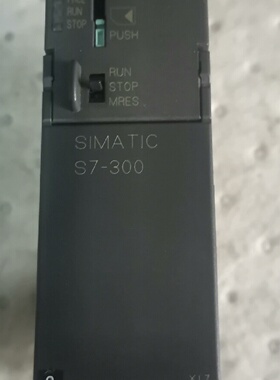 RUN
STOP
PUSH
RUN
STOP
MRES
SIMATIC
S7-300